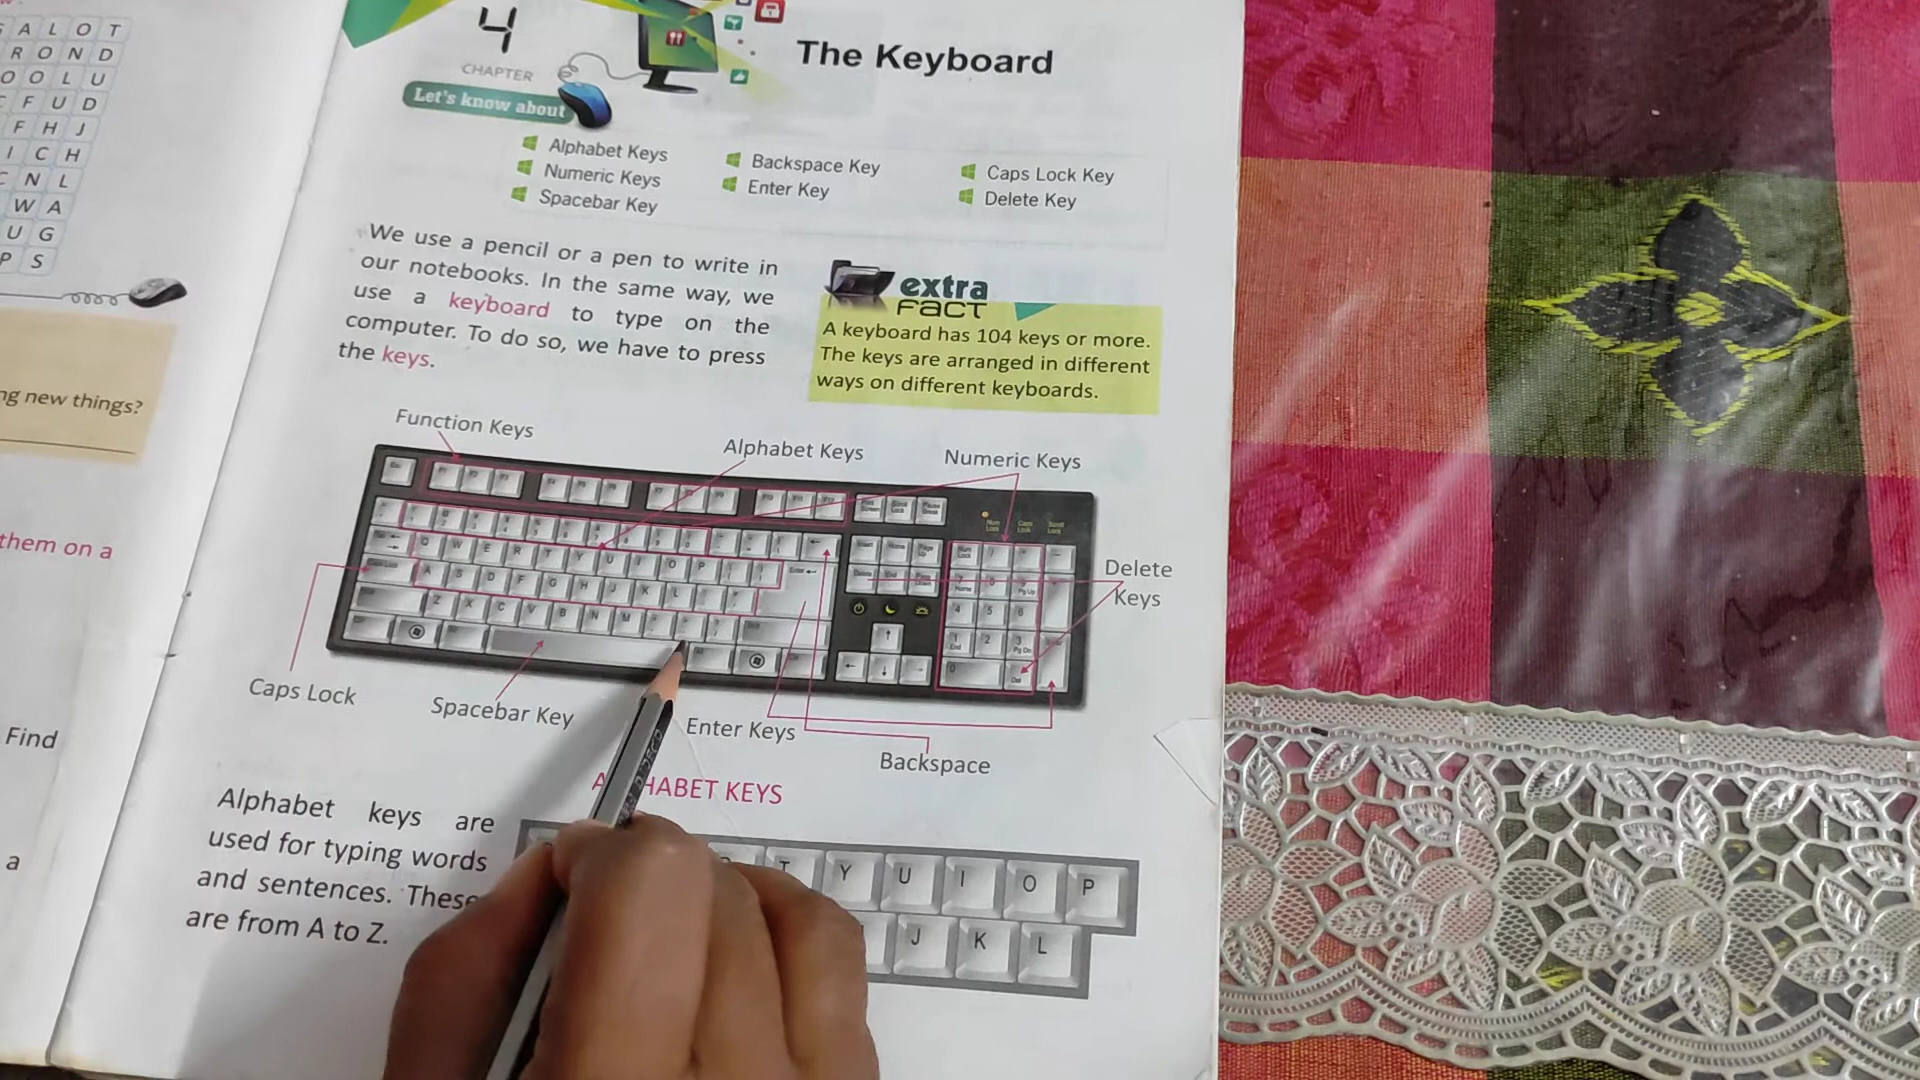 A L O T
R O N D
O O L U
F U D
F H J
I C H
N L
W A
U G
P S
ng new things?
them on a
Find
a
4
CHAPTER
The Keyboard
Let's know about
Alphabet Keys
Numeric Keys
Spacebar Key
Backspace Key
Enter Key
Caps Lock Key
Delete Key
We use a pencil or a pen to write in
our notebooks. In the same way, we
use a keyboard to type on the
computer. To do so, we have to press
the keys.
extra
FACT
A keyboard has 104 keys or more.
The keys are arranged in different
ways on different keyboards.
Function Keys
Alphabet Keys
Numeric Keys
Delete
Keys
Q W E R T Y U I O P
A S D F G H J K L
Z X C V B N M
Caps Lock
Spacebar Key
Enter Keys
Backspace
HABET KEYS
Alphabet keys are
used for typing words
and sentences. These
are from A to Z.
T Y U I O P
J K L